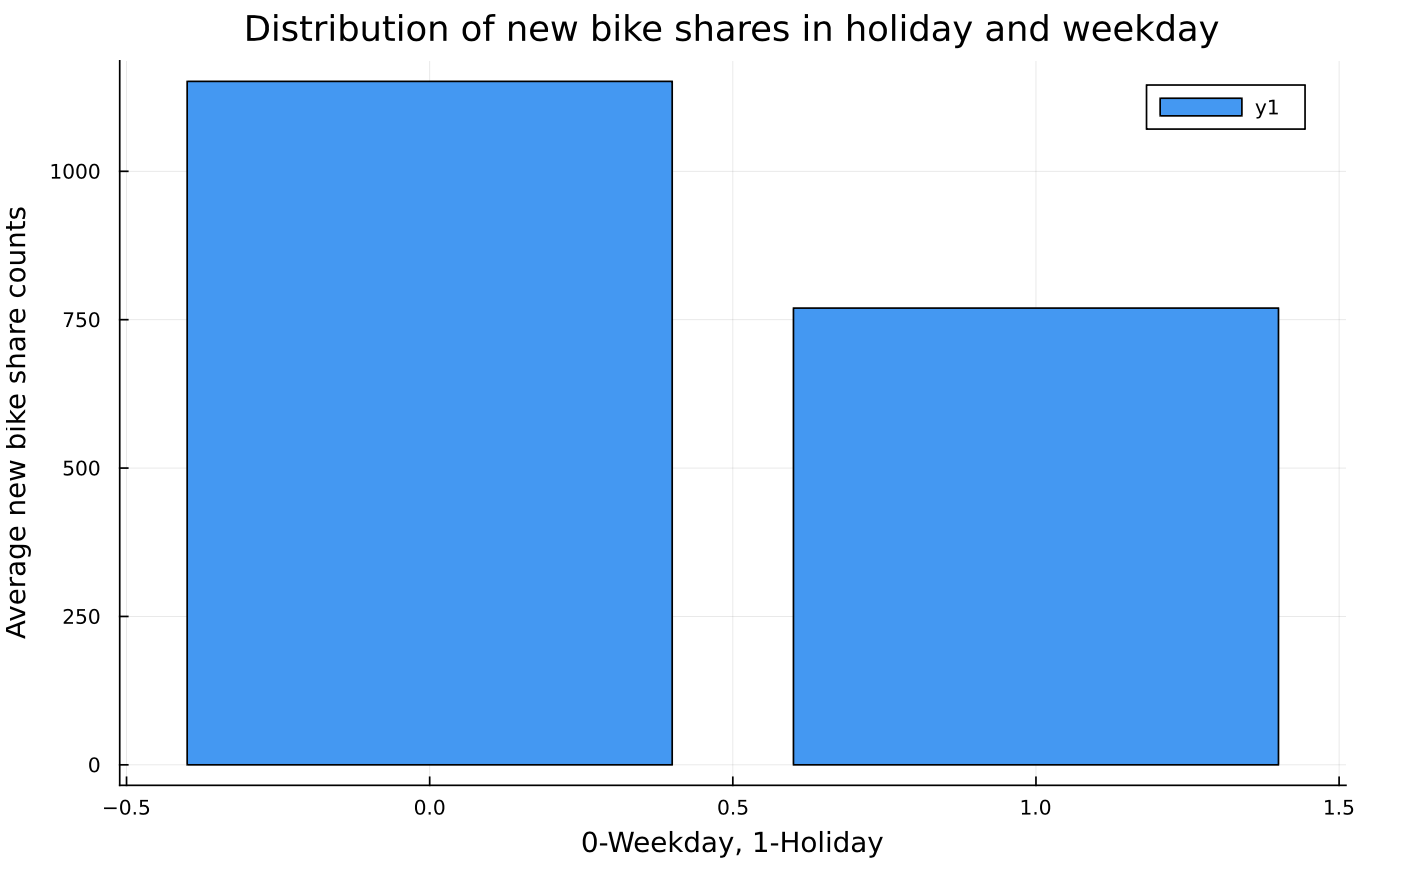 Distribution of new bike shares in holiday and weekday
y1
Average new bike share counts
1000
750
500
250
0
−0.5 0.0 0.5 1.0 1.5
0-Weekday, 1-Holiday